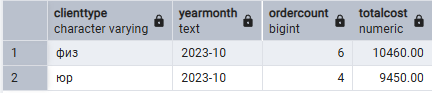 clienttype yearmonth ordercount totalcost
character varying text bigint numeric
1 физ 2023-10 6 10460.00
2 юр 2023-10 4 9450.00